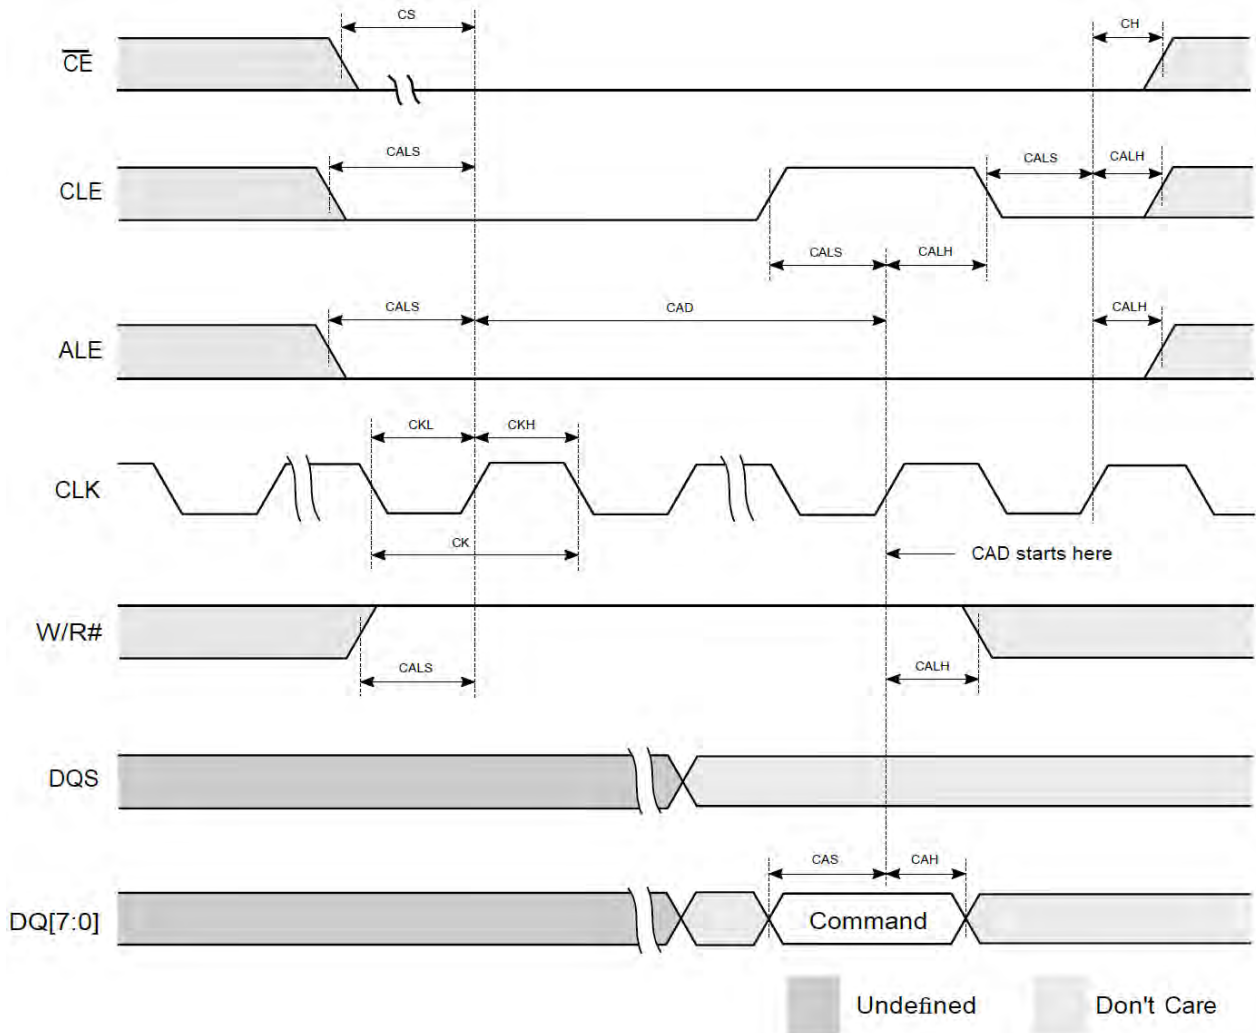 CS
CH
CE
CALS
CALS
CALH
CLE
CALS
CALH
CALS
CAD
CALH
ALE
CKL
CKH
CLK
CK
CAD starts here
W/R#
CALS
CALH
DQS
CAS
CAH
DQ[7:0]
Command
Undefined
Don't Care